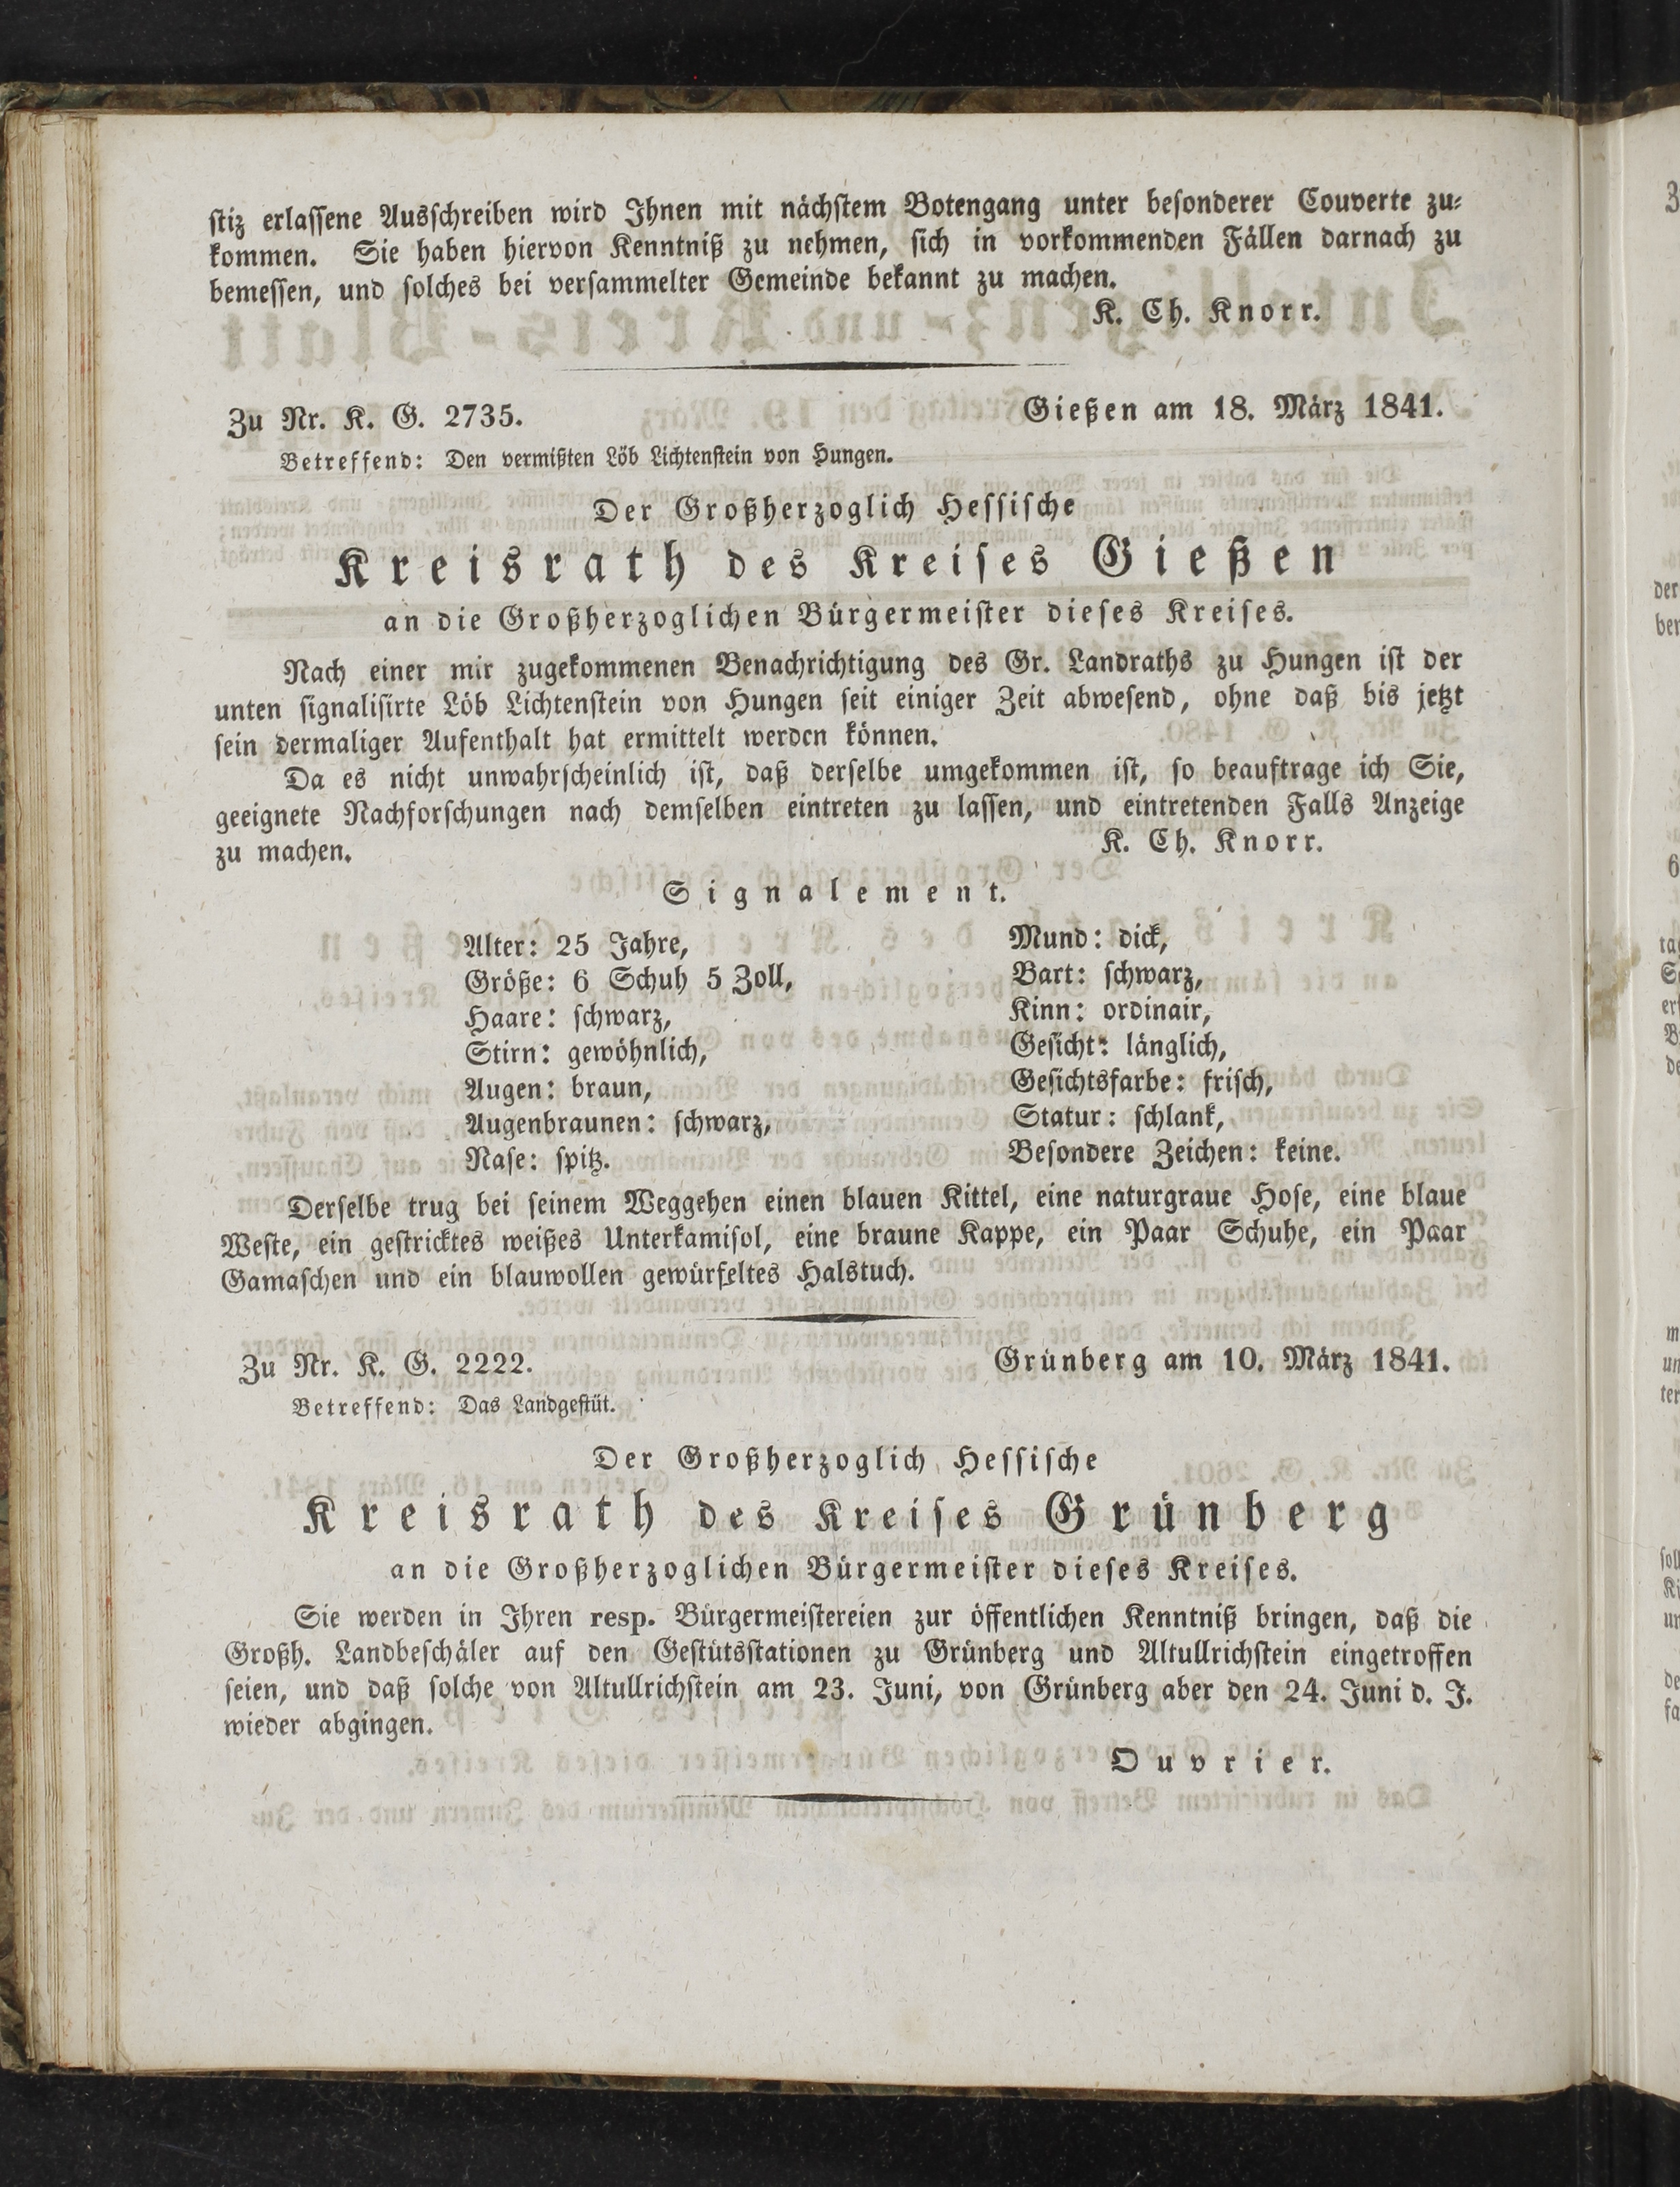 stiz erlassene Ausschreiben wird Ihnen mit nächstem Botengang unter besonderer Couverte zu-
kommen. Sie haben hiervon Kenntniß zu nehmen, sich in vorkommenden Fällen darnach zu
bemessen, und solches bei versammelter Gemeinde bekannt zu machen.
K. Ch. Knorr.
Zu Nr. K. G. 2735. Gießen am 18. März 1841.
Betreffend: Den vermißten Löb Lichtenstein von Hungen.
Der Großherzoglich Hessische
Kreisrath des Kreises Gießen
an die Großherzoglichen Bürgermeister dieses Kreises.
Nach einer mir zugekommenen Benachrichtigung des Gr. Landraths zu Hungen ist der
unten signalisirte Löb Lichtenstein von Hungen seit einiger Zeit abwesend, ohne daß bis jetzt
sein dermaliger Aufenthalt hat ermittelt werden können.
Da es nicht unwahrscheinlich ist, daß derselbe umgekommen ist, so beauftrage ich Sie,
geeignete Nachforschungen nach demselben eintreten zu lassen, und eintretenden Falls Anzeige
zu machen. K. Ch. Knorr.
Signalement.
Alter: 25 Jahre,
Größe: 6 Schuh 5 Zoll,
Haare: schwarz,
Stirn: gewöhnlich,
Augen: braun,
Augenbraunen: schwarz,
Nase: spitz.
Mund: dick,
Bart: schwarz,
Kinn: ordinair,
Gesicht: länglich,
Gesichtsfarbe: frisch,
Statur: schlank,
Besondere Zeichen: keine.
Derselbe trug bei seinem Weggehen einen blauen Kittel, eine naturgraue Hose, eine blaue
Weste, ein gestricktes weißes Unterkamisol, eine braune Kappe, ein Paar Schuhe, ein Paar
Gamaschen und ein blauwollen gewürfeltes Halstuch.
Zu Nr. K. G. 2222. Grünberg am 10. März 1841.
Betreffend: Das Landgestüt.
Der Großherzoglich Hessische
Kreisrath des Kreises Grünberg
an die Großherzoglichen Bürgermeister dieses Kreises.
Sie werden in Ihren resp. Bürgermeistereien zur öffentlichen Kenntniß bringen, daß die
Großh. Landbeschäler auf den Gestütsstationen zu Grünberg und Altullrichstein eingetroffen
seien, und daß solche von Altullrichstein am 23. Juni, von Grünberg aber den 24. Juni d. J.
wieder abgingen.
Ouvrier.